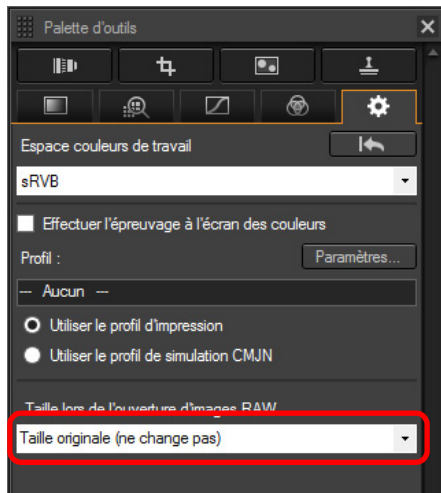 Palette d'outils
Espace couleurs de travail
sRVB
Effectuer l'épreuvage à l'écran des couleurs
Profil :
Paramètres...
--- Aucun ---
Utiliser le profil d'impression
Utiliser le profil de simulation CMJN
Taille lors de l'ouverture d'images RAW
Taille originale (ne change pas)